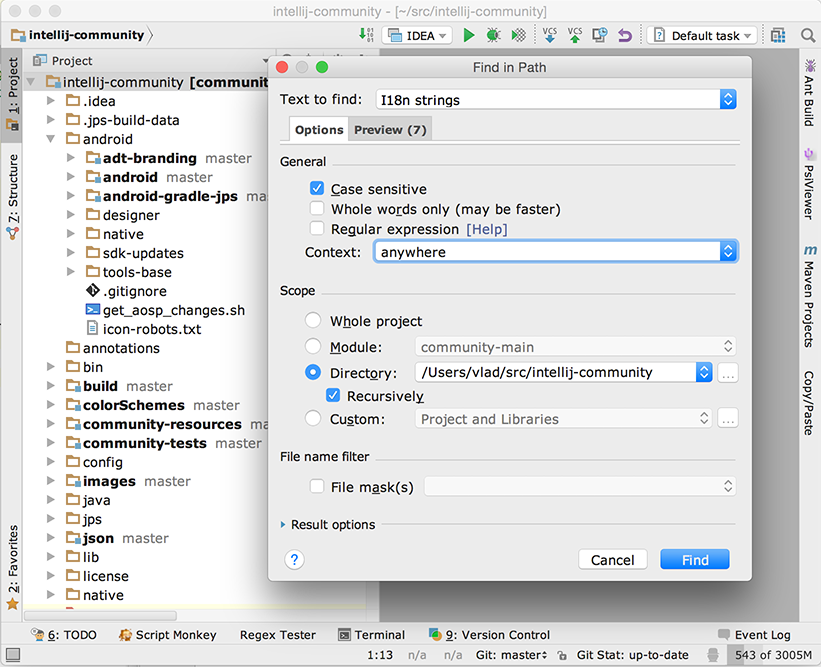 intellij-community - [~/src/intellij-community]
intellij-community
IDEA
VCS
VCS
Default task
1: Project
7: Structure
2: Favorites
Project
intellij-community [communit
.idea
.jps-build-data
android
adt-branding master
android master
android-gradle-jps ma
designer
native
sdk-updates
tools-base
.gitignore
get_aosp_changes.sh
icon-robots.txt
annotations
bin
build master
colorSchemes master
community-resources ma
community-tests master
config
images master
java
jps
json master
lib
license
native
Find in Path
Text to find: I18n strings
Options Preview (7)
General
Case sensitive
Whole words only (may be faster)
Regular expression [Help]
Context: anywhere
Scope
Whole project
Module: community-main
Directory: /Users/vlad/src/intellij-community ...
Recursively
Custom: Project and Libraries ...
File name filter
File mask(s)
Result options
? Cancel Find
Ant Build
PsiViewer
m Maven Projects
Copy/Paste
6: TODO Script Monkey Regex Tester Terminal 9: Version Control Event Log
1:13 n/a n/a Git: master Git Stat: up-to-date 543 of 3005M